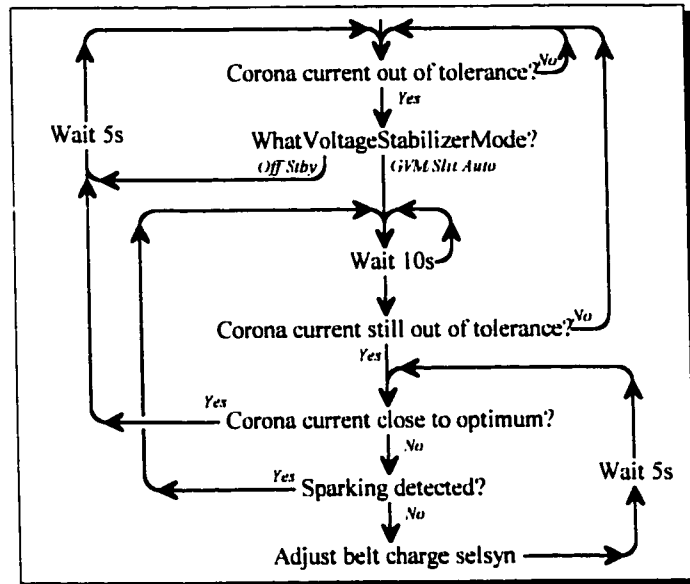 Corona current out of tolerance?
No
Yes
Wait 5s
WhatVoltageStabilizerMode?
Off Stby
GVM Slit Auto
Wait 10s
Corona current still out of tolerance?
No
Yes
Yes
Corona current close to optimum?
No
Wait 5s
Yes
Sparking detected?
No
Adjust belt charge selsyn